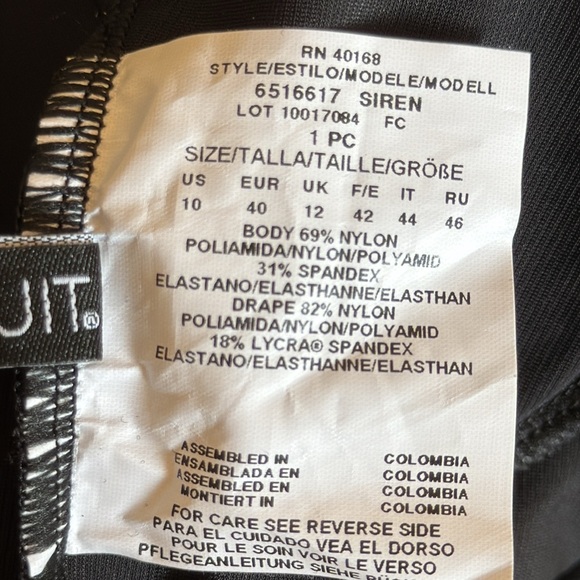 RN 40168
STYLE/ESTILO/MODELE/MODELL
6516617 SIREN
LOT 10017084 FC
1 PC
SIZE/TALLA/TAILLE/GRÖßE
US EUR UK F/E IT RU
10 40 12 42 44 46
BODY 69% NYLON
POLIAMIDA/NYLON/POLYAMID
31% SPANDEX
ELASTANO/ELASTHANNE/ELASTHAN
DRAPE 82% NYLON
POLIAMIDA/NYLON/POLYAMID
18% LYCRA® SPANDEX
ELASTANO/ELASTHANNE/ELASTHAN
UIT®
ASSEMBLED IN COLOMBIA
ENSAMBLADA EN COLOMBIA
ASSEMBLED EN COLOMBIA
MONTIERT IN COLOMBIA
FOR CARE SEE REVERSE SIDE
PARA EL CUIDADO VEA EL DORSO
POUR LE SOIN VOIR LE VERSO
PFLEGEANLEITUNG SIEHE